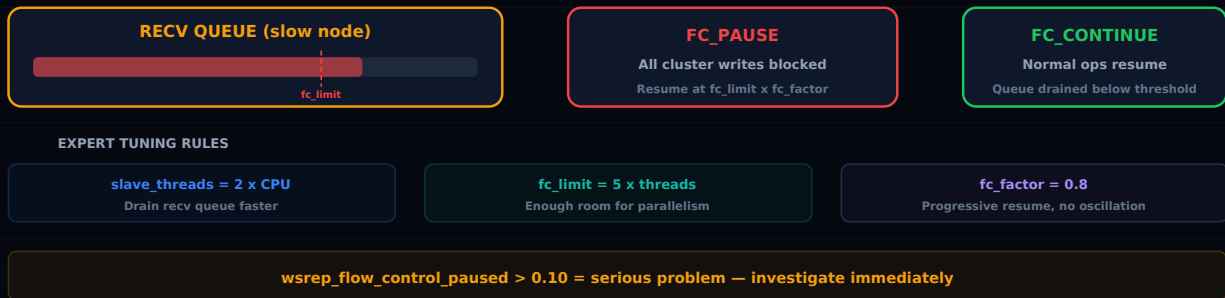 RECV QUEUE (slow node)
fc_limit
FC_PAUSE
All cluster writes blocked
Resume at fc_limit x fc_factor
FC_CONTINUE
Normal ops resume
Queue drained below threshold
EXPERT TUNING RULES
slave_threads = 2 x CPU
Drain recv queue faster
fc_limit = 5 x threads
Enough room for parallelism
fc_factor = 0.8
Progressive resume, no oscillation
wsrep_flow_control_paused > 0.10 = serious problem — investigate immediately